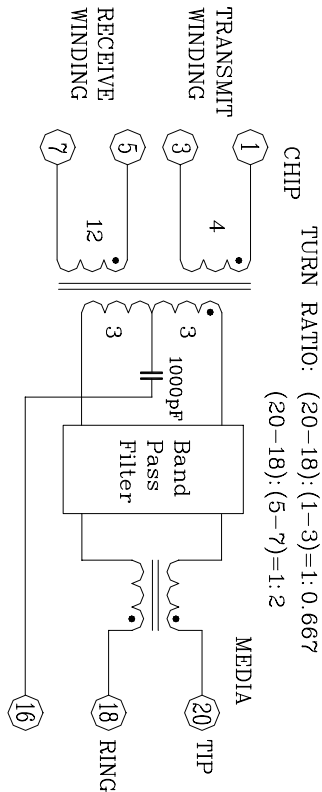 TURN RATIO: (20-18):(1-3)=1:0.667
(20-18):(5-7)=1:2
CHIP
MEDIA
TRANSMIT
WINDING
1
3
4
RECEIVE
WINDING
5
7
12
3
3
1000pF
Band
Pass
Filter
20
TIP
18
RING
16